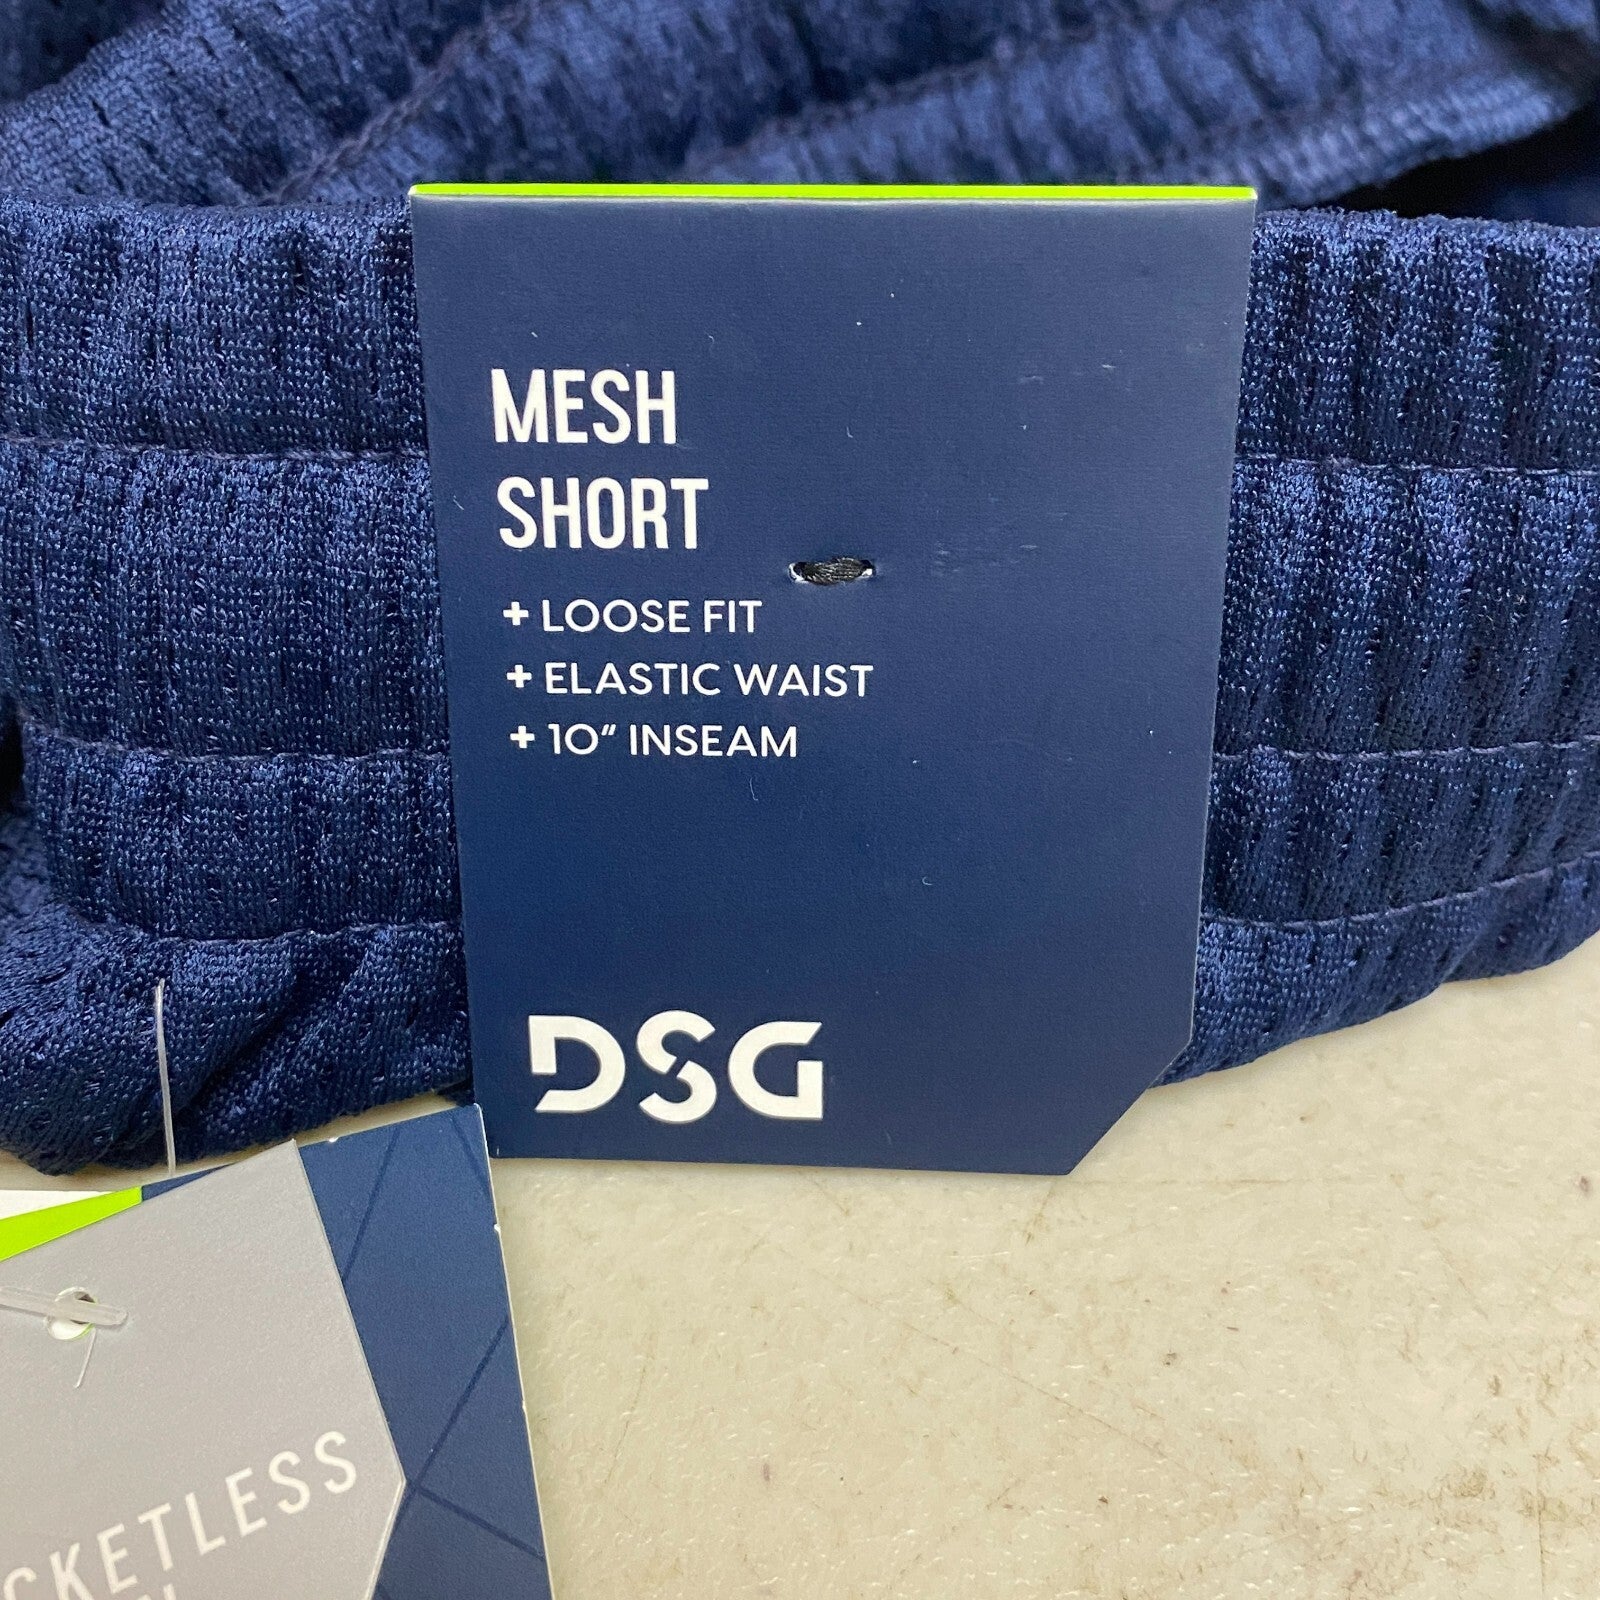 MESH
SHORT
+ LOOSE FIT
+ ELASTIC WAIST
+ 10" INSEAM
DSG
CKETLESS